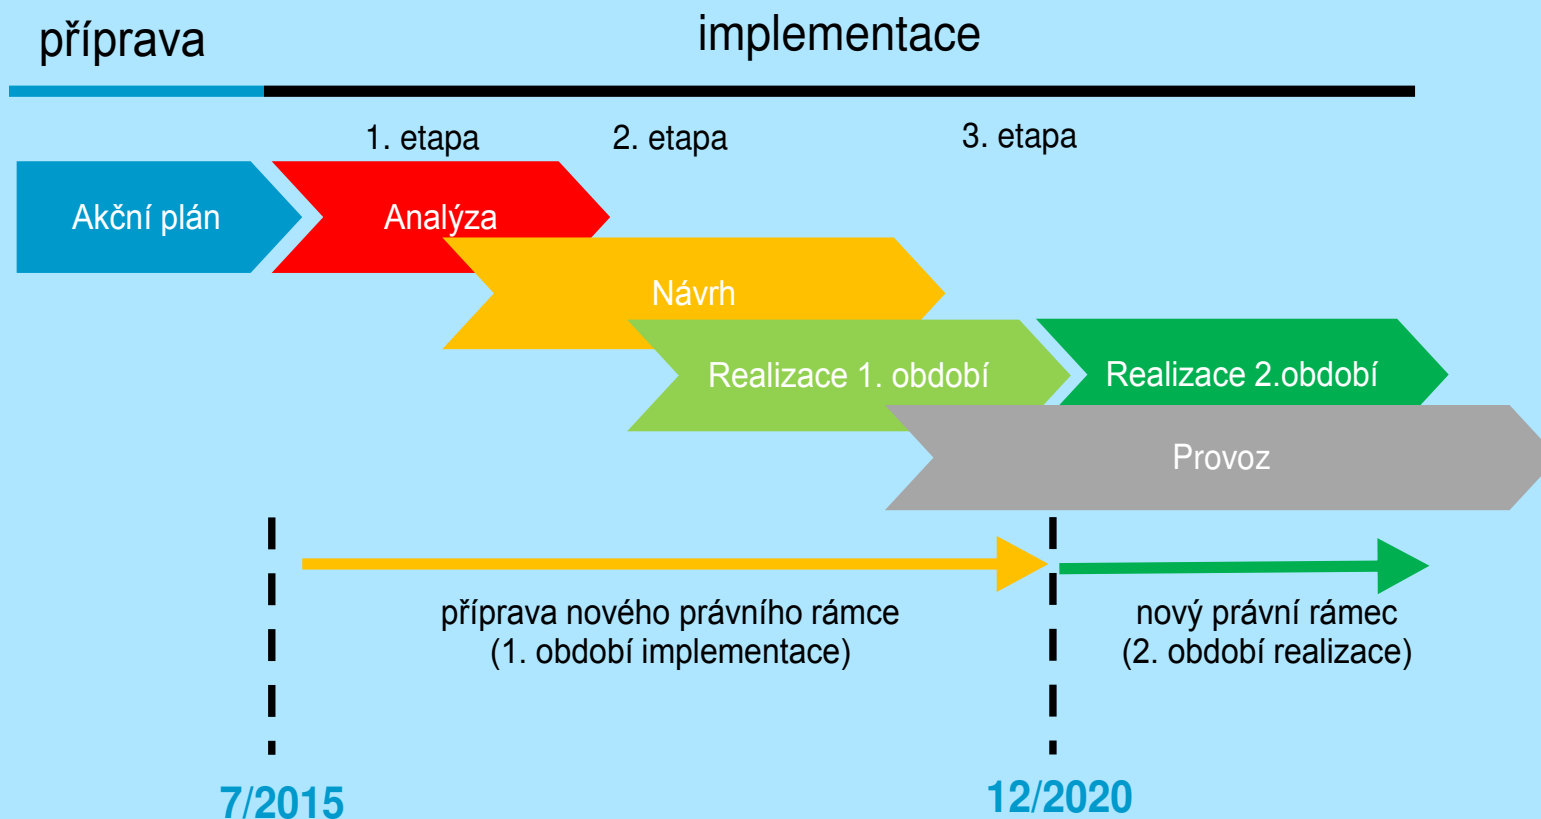 příprava
implementace
1. etapa
2. etapa
3. etapa
Akční plán
Analýza
Návrh
Realizace 1. období
Realizace 2.období
Provoz
příprava nového právního rámce
(1. období implementace)
nový právní rámec
(2. období realizace)
7/2015
12/2020